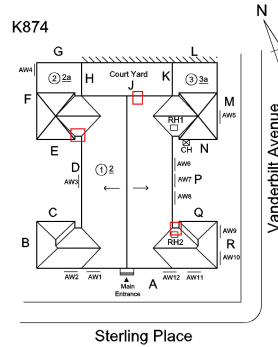 K874
N
G
L
AW4
② 2a
H
Court Yard
J
K
③ 3a
F
M
RH1
AW5
E
CH
N
D
AW3
① 2
AW6
AW7
P
AW8
C
Q
B
AW9
RH2
R
AW10
AW2
AW1
Main
Entrance
A
AW12
AW11
Vanderbilt Avenue
Sterling Place